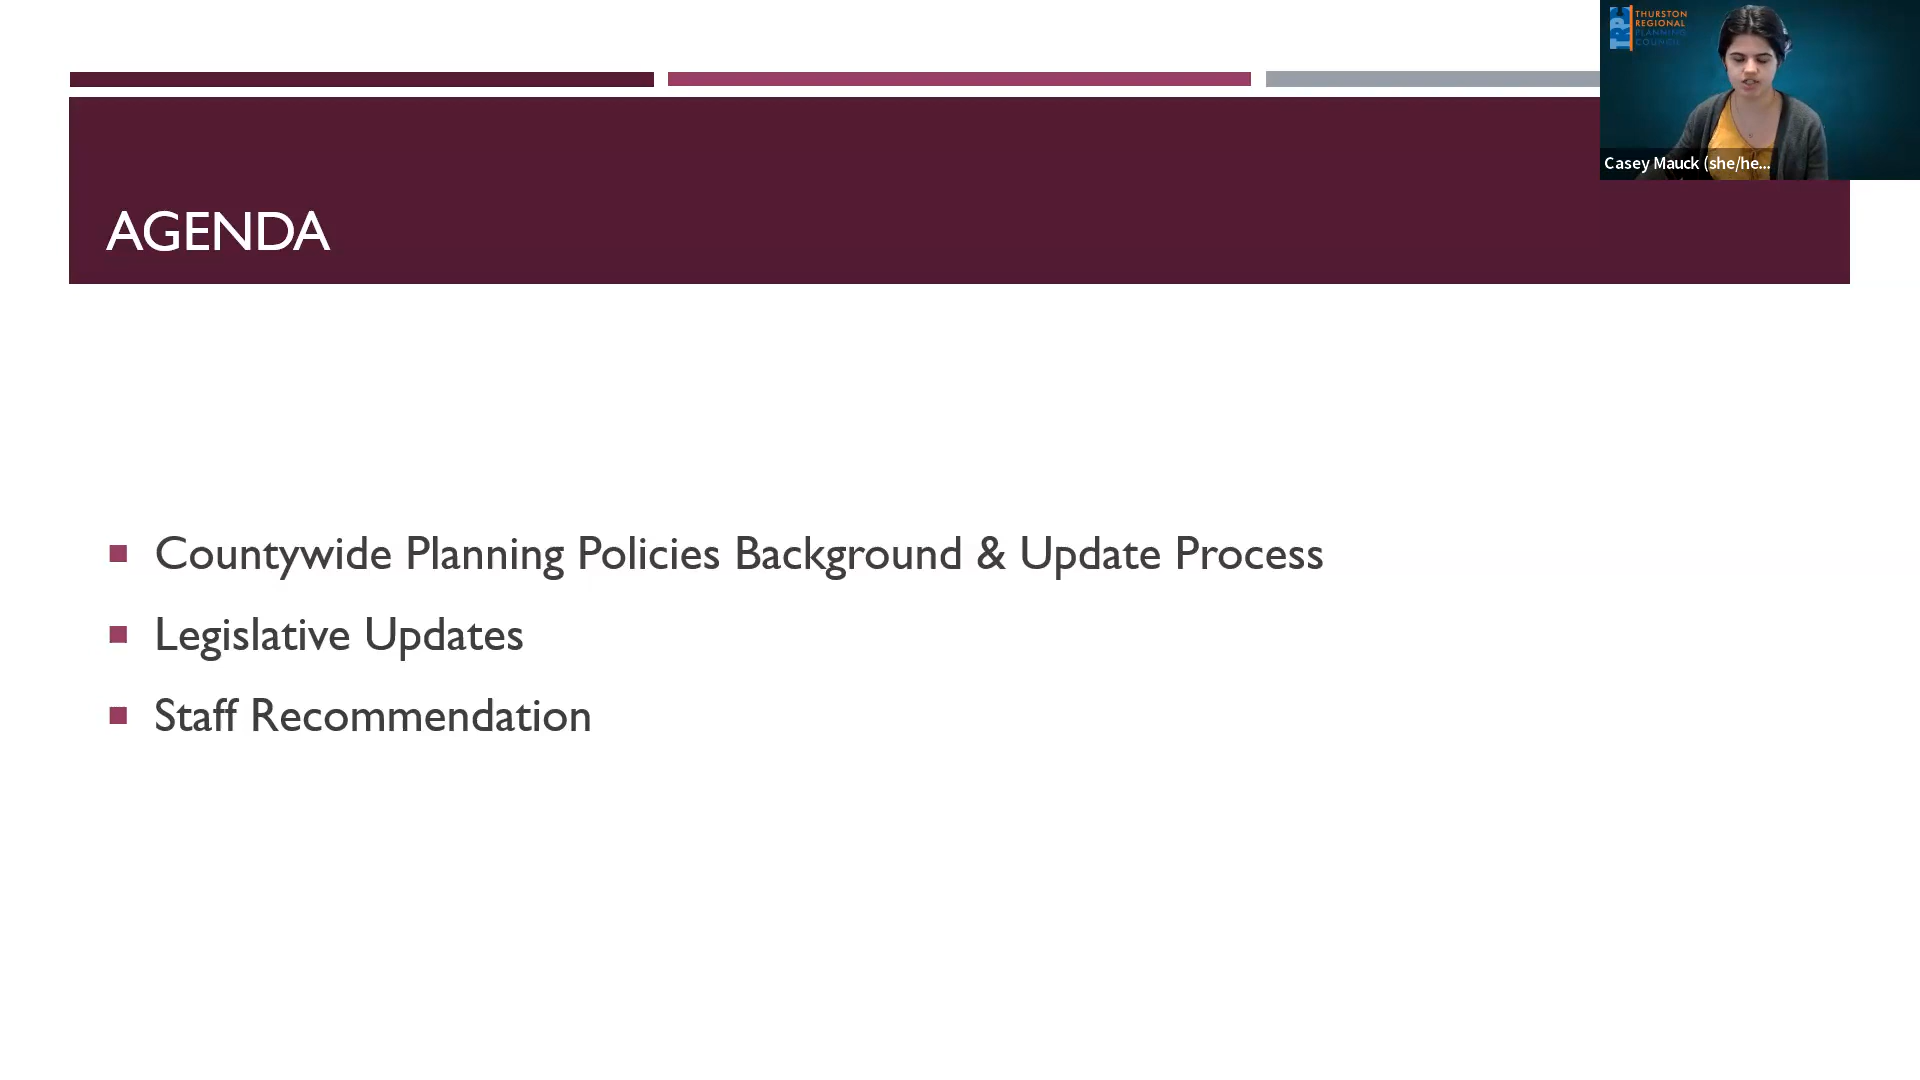 TRPC
THURSTON
REGIONAL
PLANNING
COUNCIL
Casey Mauck (she/he...
AGENDA
Countywide Planning Policies Background & Update Process
Legislative Updates
Staff Recommendation